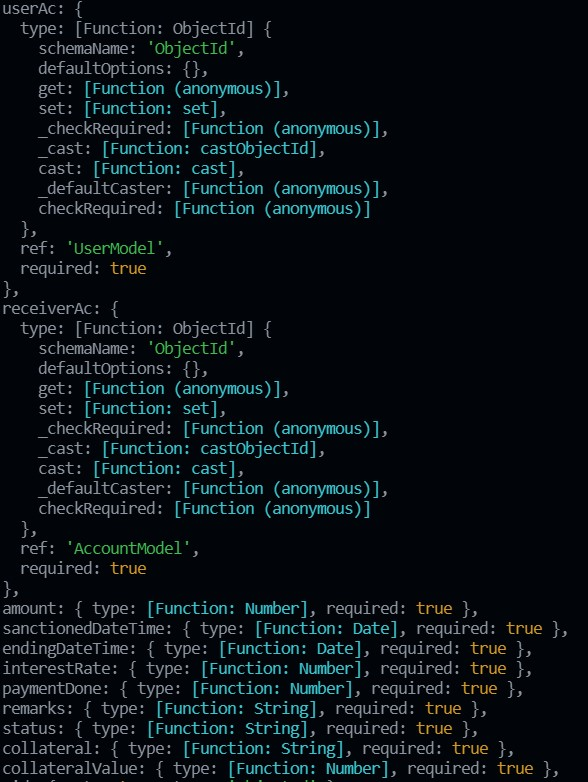 userAc: {
type: [Function: ObjectId] {
schemaName: 'ObjectId',
defaultOptions: {},
get: [Function (anonymous)],
set: [Function: set],
_checkRequired: [Function (anonymous)],
_cast: [Function: castObjectId],
cast: [Function: cast],
_defaultCaster: [Function (anonymous)],
checkRequired: [Function (anonymous)]
},
ref: 'UserModel',
required: true
},
receiverAc: {
type: [Function: ObjectId] {
schemaName: 'ObjectId',
defaultOptions: {},
get: [Function (anonymous)],
set: [Function: set],
_checkRequired: [Function (anonymous)],
_cast: [Function: castObjectId],
cast: [Function: cast],
_defaultCaster: [Function (anonymous)],
checkRequired: [Function (anonymous)]
},
ref: 'AccountModel',
required: true
},
amount: { type: [Function: Number], required: true },
sanctionedDateTime: { type: [Function: Date], required: true },
endingDateTime: { type: [Function: Date], required: true },
interestRate: { type: [Function: Number], required: true },
paymentDone: { type: [Function: Number], required: true },
remarks: { type: [Function: String], required: true },
status: { type: [Function: String], required: true },
collateral: { type: [Function: String], required: true },
collateralValue: { type: [Function: Number], required: true },